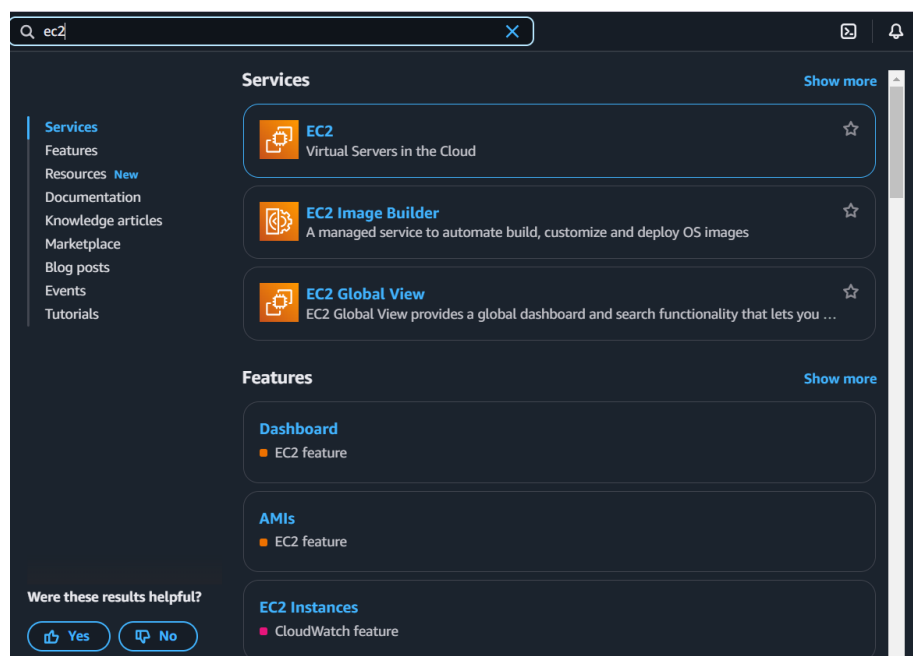 ec2
Services
Show more
Services
Features
Resources New
Documentation
Knowledge articles
Marketplace
Blog posts
Events
Tutorials
EC2
Virtual Servers in the Cloud
EC2 Image Builder
A managed service to automate build, customize and deploy OS images
EC2 Global View
EC2 Global View provides a global dashboard and search functionality that lets you ...
Features
Show more
Dashboard
EC2 feature
AMIs
EC2 feature
EC2 Instances
CloudWatch feature
Were these results helpful?
Yes
No